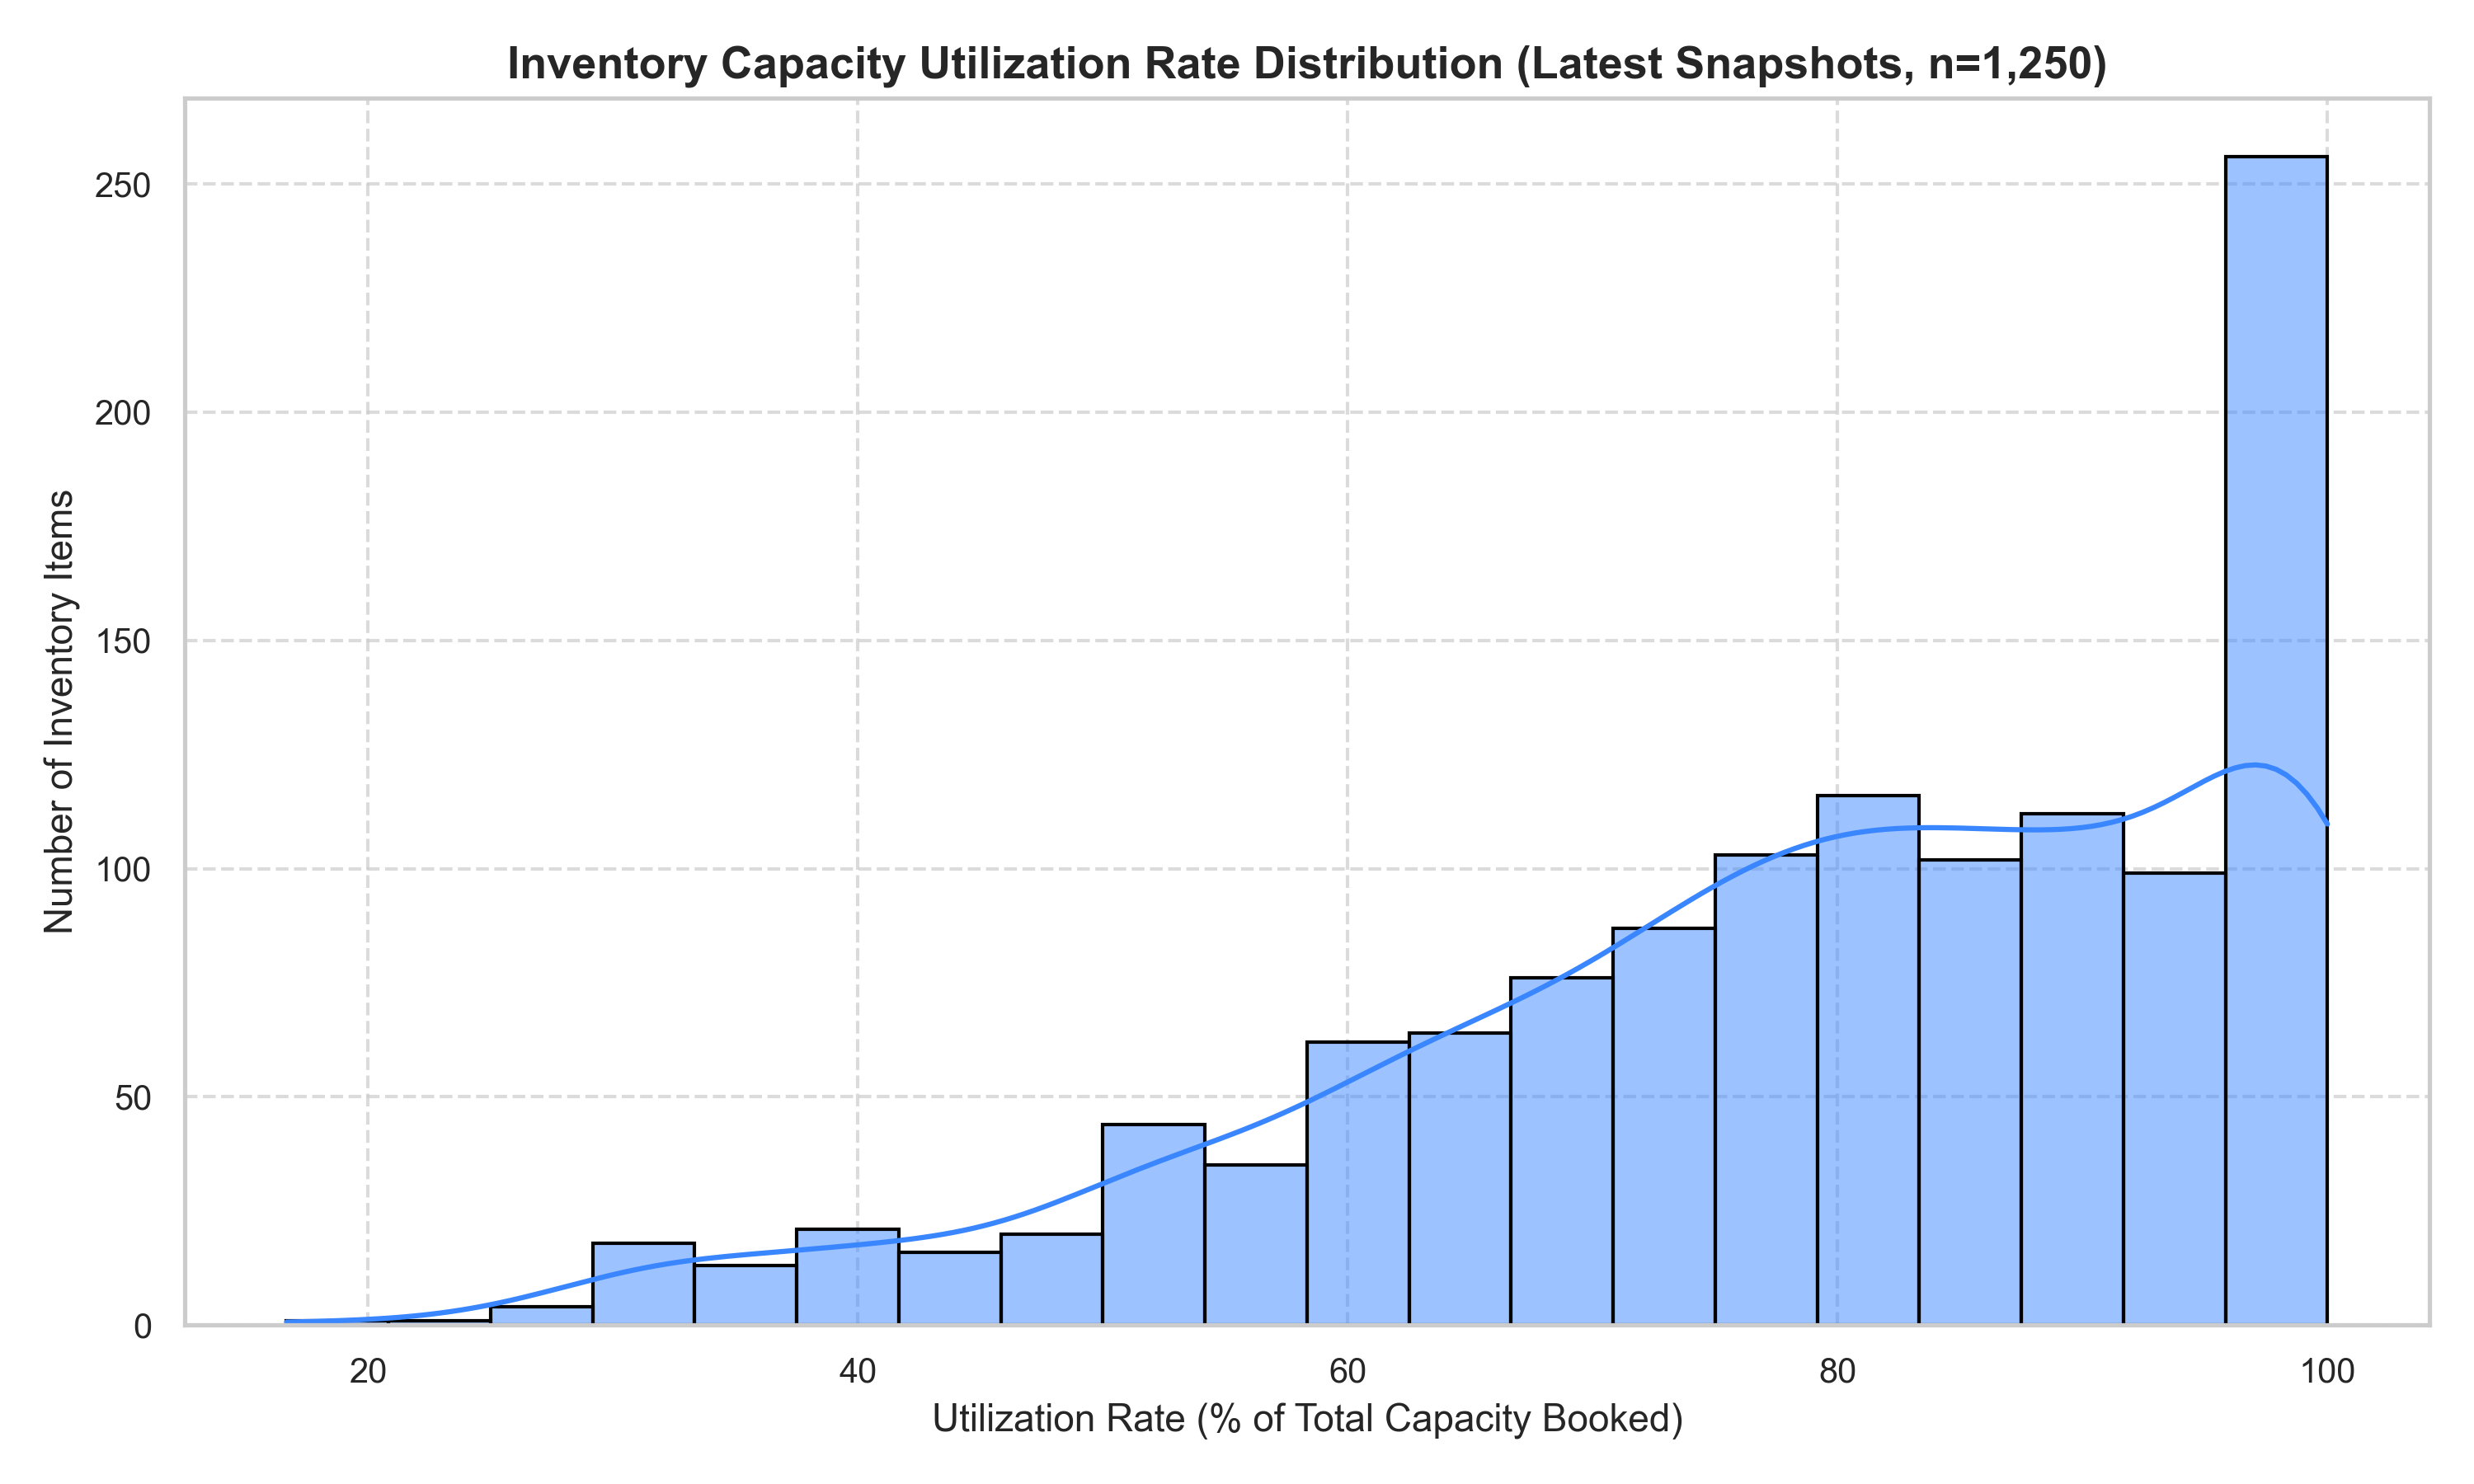 Inventory Capacity Utilization Rate Distribution (Latest Snapshots, n=1,250)
Number of Inventory Items
250
200
150
100
50
0
20 40 60 80 100
Utilization Rate (% of Total Capacity Booked)